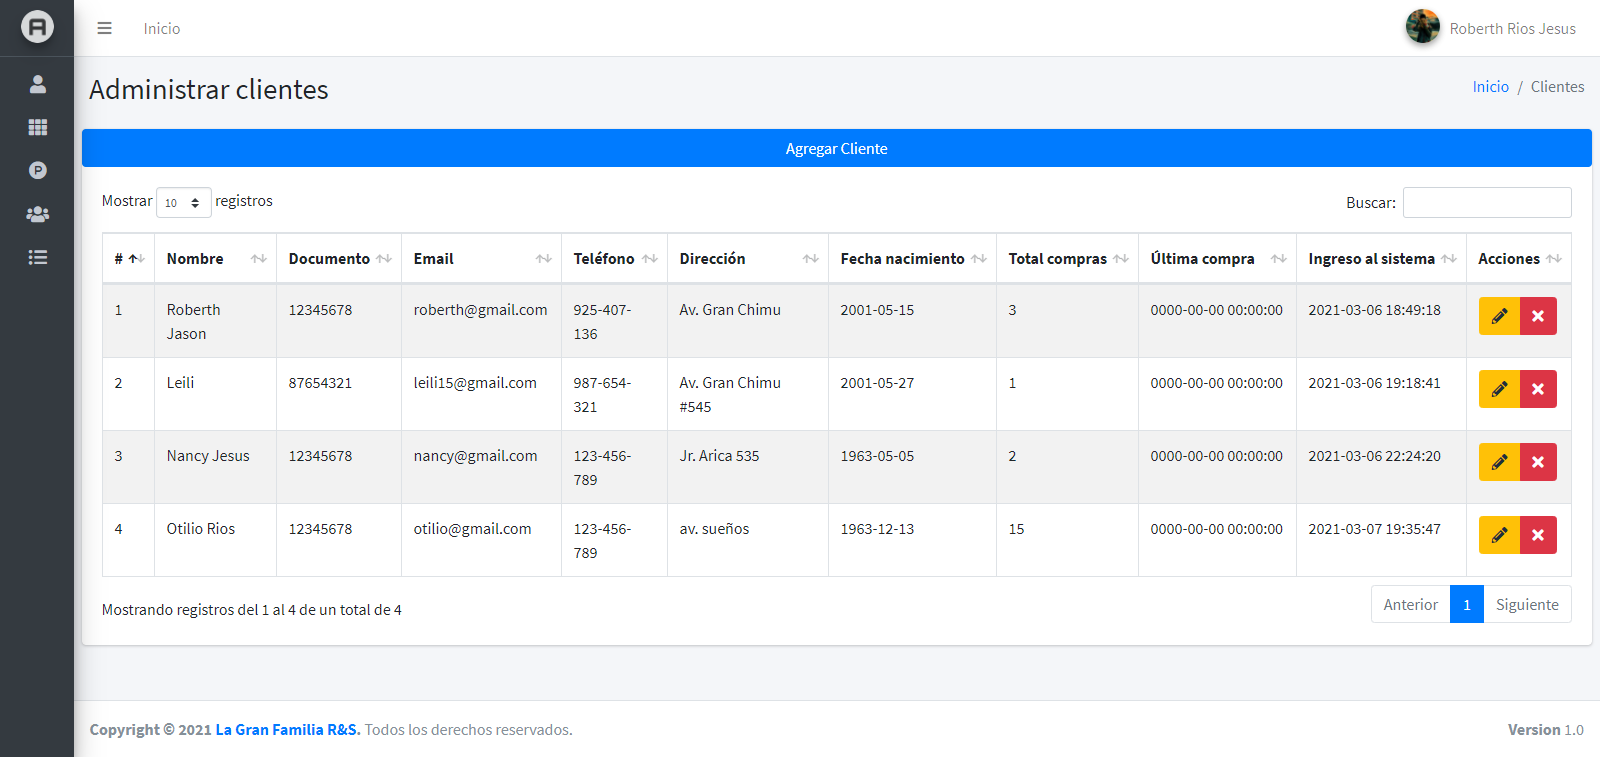 Inicio
Roberth Rios Jesus
Administrar clientes
Inicio / Clientes
Agregar Cliente
Mostrar 10 registros
Buscar:
# Nombre Documento Email Teléfono Dirección Fecha nacimiento Total compras Última compra Ingreso al sistema Acciones
1 Roberth Jason 12345678 roberth@gmail.com 925-407-136 Av. Gran Chimu 2001-05-15 3 0000-00-00 00:00:00 2021-03-06 18:49:18
2 Leili 87654321 leili15@gmail.com 987-654-321 Av. Gran Chimu #545 2001-05-27 1 0000-00-00 00:00:00 2021-03-06 19:18:41
3 Nancy Jesus 12345678 nancy@gmail.com 123-456-789 Jr. Arica 535 1963-05-05 2 0000-00-00 00:00:00 2021-03-06 22:24:20
4 Otilio Rios 12345678 otilio@gmail.com 123-456-789 av. sueños 1963-12-13 15 0000-00-00 00:00:00 2021-03-07 19:35:47
Mostrando registros del 1 al 4 de un total de 4
Anterior 1 Siguiente
Copyright © 2021 La Gran Familia R&S. Todos los derechos reservados.
Version 1.0